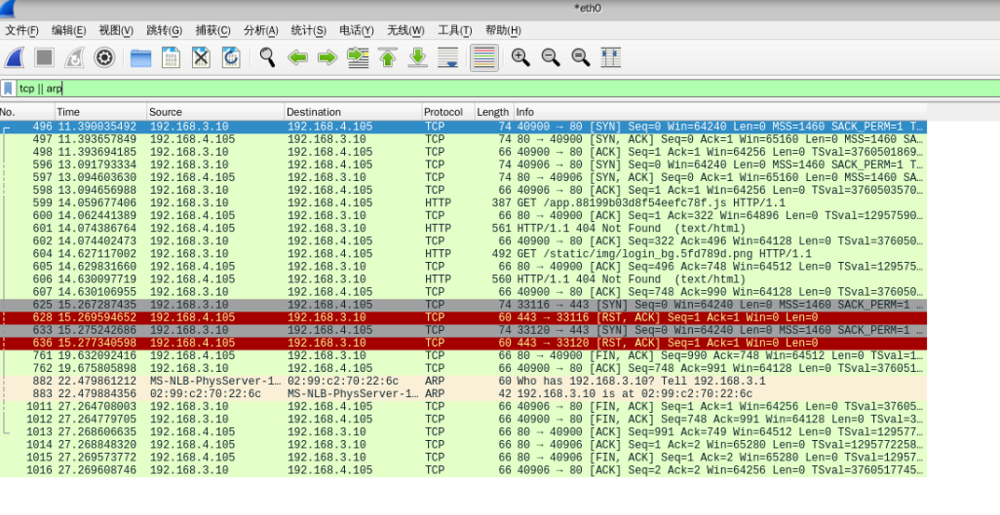 *eth0
文件(F) 编辑(E) 视图(V) 跳转(G) 捕获(C) 分析(A) 统计(S) 电话(Y) 无线(W) 工具(T) 帮助(H)
tcp || arp
No. Time Source Destination Protocol Length Info
496 11.390035492 192.168.3.10 192.168.4.105 TCP 74 40900 → 80 [SYN] Seq=0 Win=64240 Len=0 MSS=1460 SACK_PERM=1 T…
497 11.393657849 192.168.4.105 192.168.3.10 TCP 74 80 → 40900 [SYN, ACK] Seq=0 Ack=1 Win=65160 Len=0 MSS=1460 SA…
498 11.393694185 192.168.3.10 192.168.4.105 TCP 66 40900 → 80 [ACK] Seq=1 Ack=1 Win=64256 Len=0 TSval=3760501869…
596 13.091793334 192.168.3.10 192.168.4.105 TCP 74 40906 → 80 [SYN] Seq=0 Win=64240 Len=0 MSS=1460 SACK_PERM=1 T…
597 13.094603630 192.168.4.105 192.168.3.10 TCP 74 80 → 40906 [SYN, ACK] Seq=0 Ack=1 Win=65160 Len=0 MSS=1460 SA…
598 13.094656988 192.168.3.10 192.168.4.105 TCP 66 40906 → 80 [ACK] Seq=1 Ack=1 Win=64256 Len=0 TSval=3760503570…
599 14.059677406 192.168.3.10 192.168.4.105 HTTP 387 GET /app.88199b03d8f54eefc78f.js HTTP/1.1
600 14.062441389 192.168.4.105 192.168.3.10 TCP 66 80 → 40900 [ACK] Seq=1 Ack=322 Win=64896 Len=0 TSval=12957590…
601 14.074386764 192.168.4.105 192.168.3.10 HTTP 561 HTTP/1.1 404 Not Found (text/html)
602 14.074402473 192.168.3.10 192.168.4.105 TCP 66 40900 → 80 [ACK] Seq=322 Ack=496 Win=64128 Len=0 TSval=376050…
604 14.627117002 192.168.3.10 192.168.4.105 HTTP 492 GET /static/img/login_bg.5fd789d.png HTTP/1.1
605 14.629831660 192.168.4.105 192.168.3.10 TCP 66 80 → 40900 [ACK] Seq=496 Ack=748 Win=64512 Len=0 TSval=129575…
606 14.630097719 192.168.4.105 192.168.3.10 HTTP 560 HTTP/1.1 404 Not Found (text/html)
607 14.630106955 192.168.3.10 192.168.4.105 TCP 66 40900 → 80 [ACK] Seq=748 Ack=990 Win=64128 Len=0 TSval=376050…
625 15.267287435 192.168.3.10 192.168.4.105 TCP 74 33116 → 443 [SYN] Seq=0 Win=64240 Len=0 MSS=1460 SACK_PERM=1 …
628 15.269594652 192.168.4.105 192.168.3.10 TCP 60 443 → 33116 [RST, ACK] Seq=1 Ack=1 Win=0 Len=0
633 15.275242686 192.168.3.10 192.168.4.105 TCP 74 33120 → 443 [SYN] Seq=0 Win=64240 Len=0 MSS=1460 SACK_PERM=1 …
636 15.277340598 192.168.4.105 192.168.3.10 TCP 60 443 → 33120 [RST, ACK] Seq=1 Ack=1 Win=0 Len=0
761 19.632092416 192.168.4.105 192.168.3.10 TCP 66 80 → 40900 [FIN, ACK] Seq=990 Ack=748 Win=64512 Len=0 TSval=1…
762 19.675805898 192.168.3.10 192.168.4.105 TCP 66 40900 → 80 [ACK] Seq=748 Ack=991 Win=64128 Len=0 TSval=376051…
882 22.479861212 MS-NLB-PhysServer-1… 02:99:c2:70:22:6c ARP 60 Who has 192.168.3.10? Tell 192.168.3.1
883 22.479884356 02:99:c2:70:22:6c MS-NLB-PhysServer-1… ARP 42 192.168.3.10 is at 02:99:c2:70:22:6c
1011 27.264708003 192.168.3.10 192.168.4.105 TCP 66 40906 → 80 [FIN, ACK] Seq=1 Ack=1 Win=64256 Len=0 TSval=37605…
1012 27.264779705 192.168.3.10 192.168.4.105 TCP 66 40900 → 80 [FIN, ACK] Seq=748 Ack=991 Win=64128 Len=0 TSval=3…
1013 27.268606635 192.168.4.105 192.168.3.10 TCP 66 80 → 40900 [ACK] Seq=991 Ack=749 Win=64512 Len=0 TSval=129577…
1014 27.268848320 192.168.4.105 192.168.3.10 TCP 66 80 → 40906 [ACK] Seq=1 Ack=2 Win=65280 Len=0 TSval=1295772258…
1015 27.269573772 192.168.4.105 192.168.3.10 TCP 66 80 → 40906 [FIN, ACK] Seq=1 Ack=2 Win=65280 Len=0 TSval=12957…
1016 27.269608746 192.168.3.10 192.168.4.105 TCP 66 40906 → 80 [ACK] Seq=2 Ack=2 Win=64256 Len=0 TSval=3760517745…